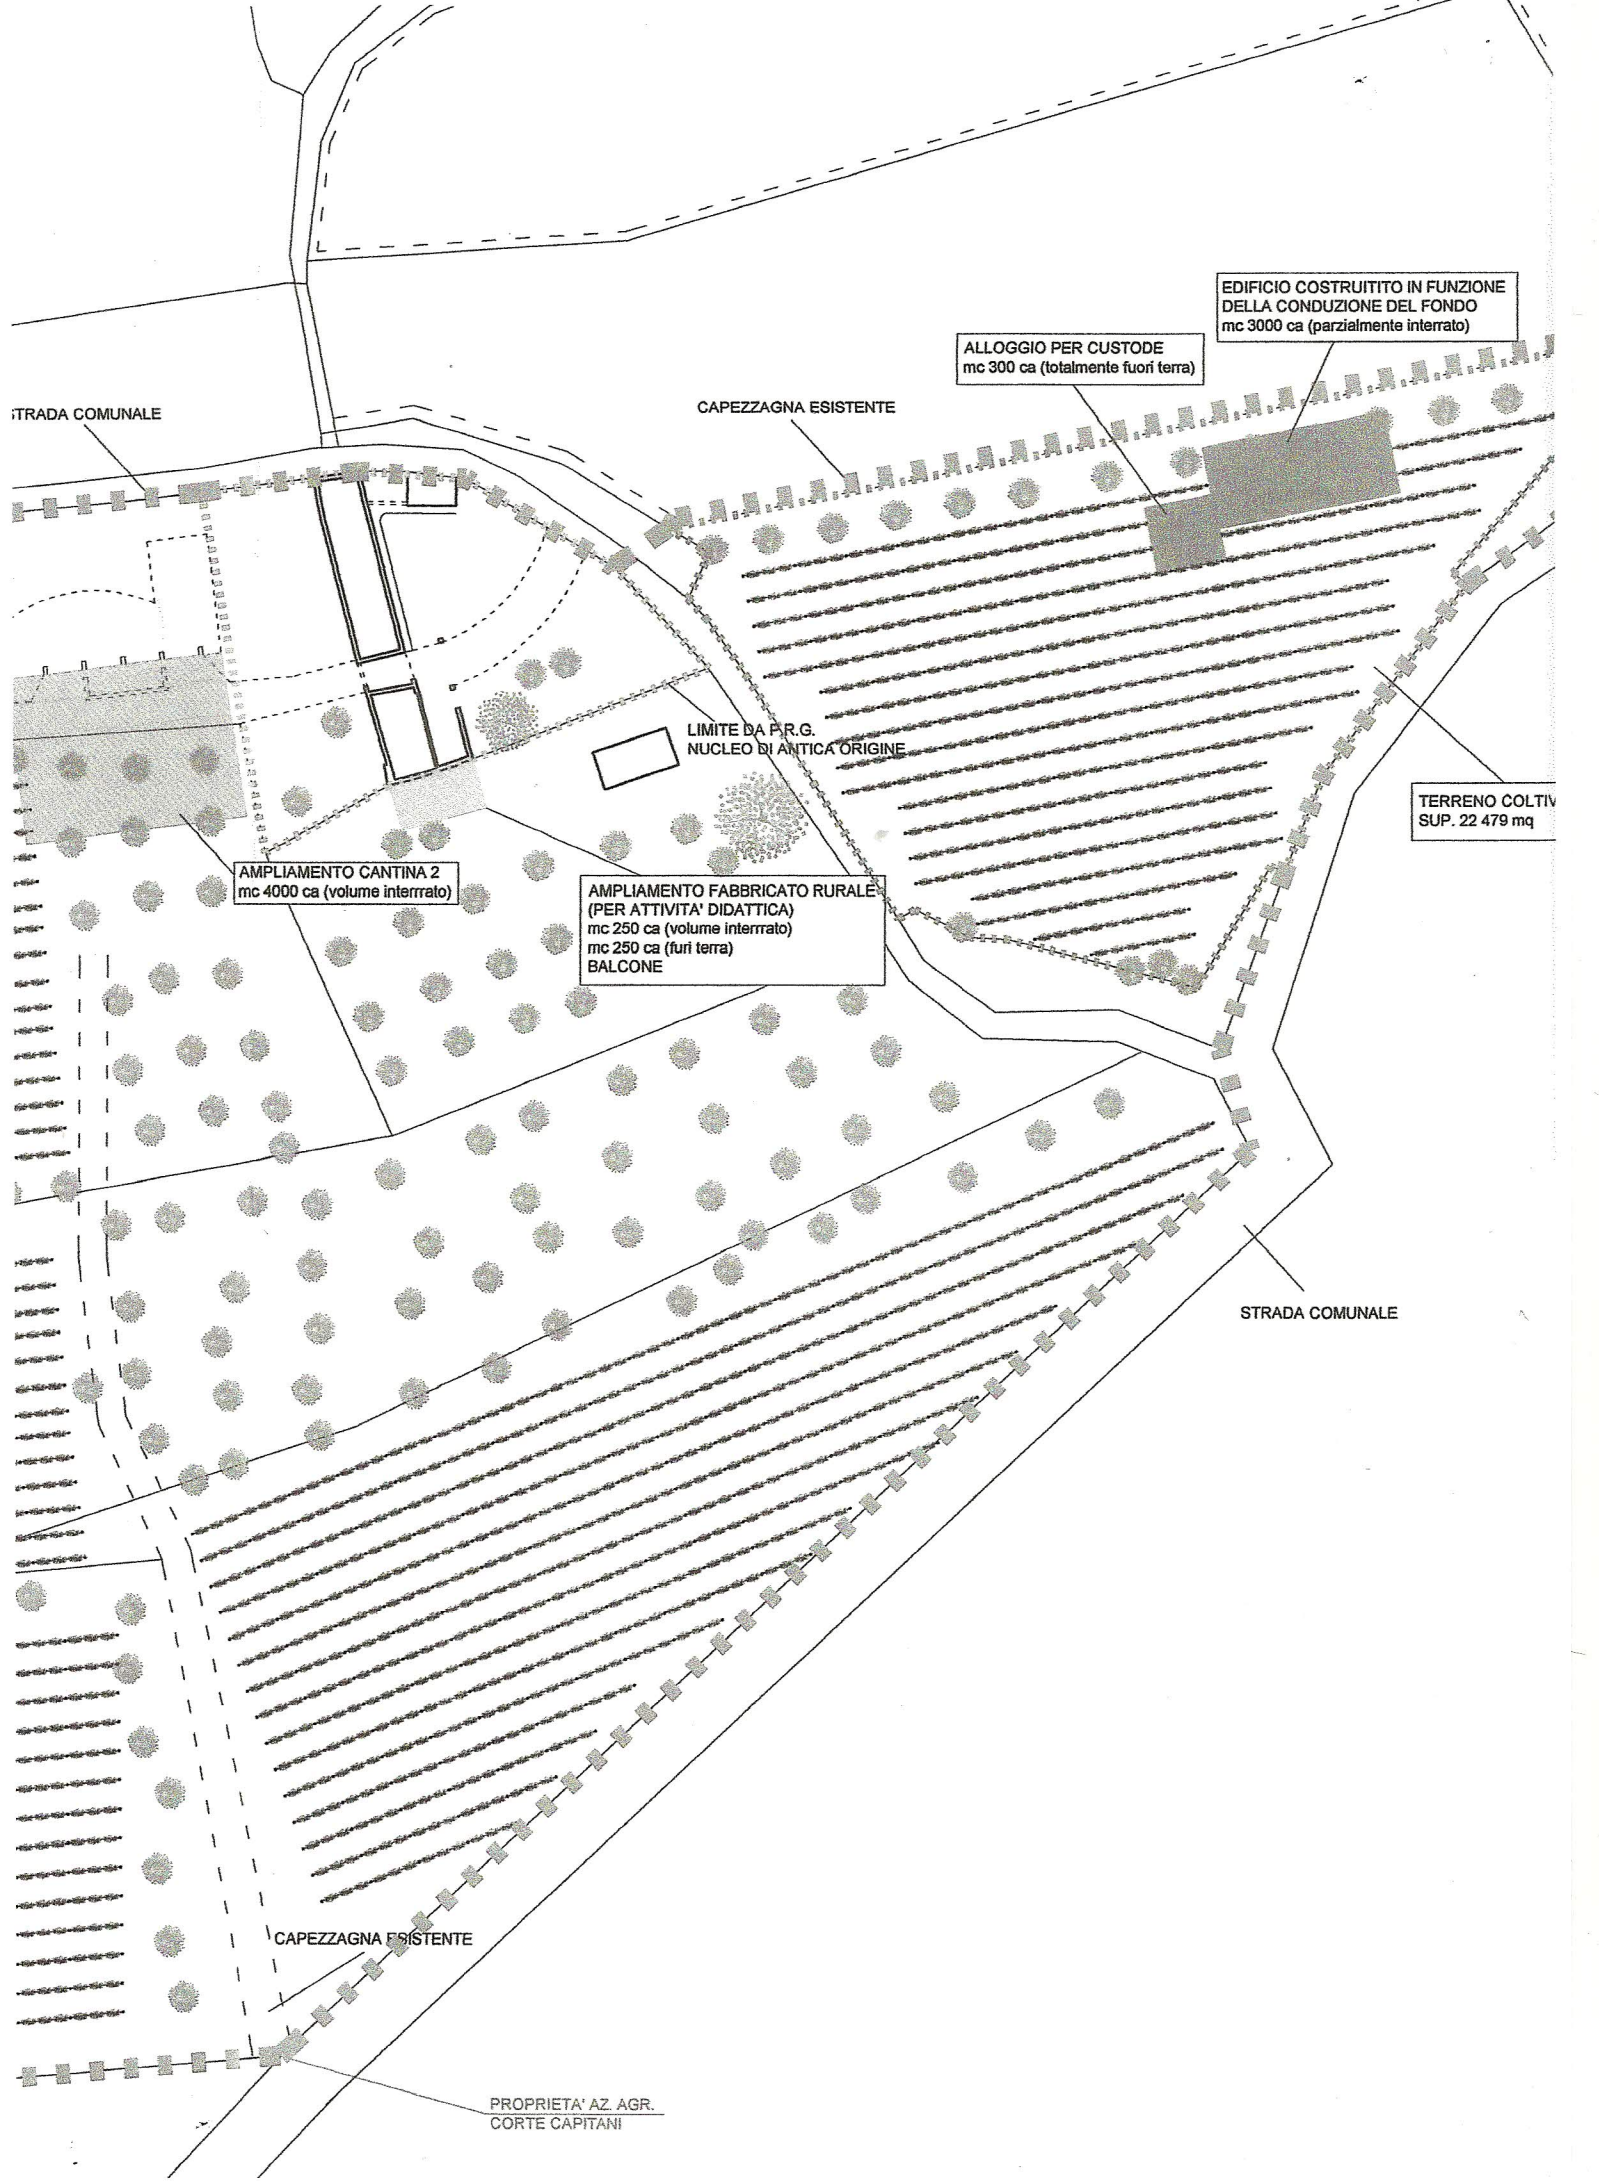 EDIFICIO COSTRUITITO IN FUNZIONE
DELLA CONDUZIONE DEL FONDO
mc 3000 ca (parzialmente interrato)
ALLOGGIO PER CUSTODE
mc 300 ca (totalmente fuori terra)
CAPEZZAGNA ESISTENTE
STRADA COMUNALE
LIMITE DA P.R.G.
NUCLEO DI ANTICA ORIGINE
TERRENO COLTIV
SUP. 22 479 mq
AMPLIAMENTO CANTINA 2
mc 4000 ca (volume interrrato)
AMPLIAMENTO FABBRICATO RURALE
(PER ATTIVITA' DIDATTICA)
mc 250 ca (volume interrrato)
mc 250 ca (furi terra)
BALCONE
STRADA COMUNALE
CAPEZZAGNA ESISTENTE
PROPRIETA' AZ. AGR.
CORTE CAPITANI